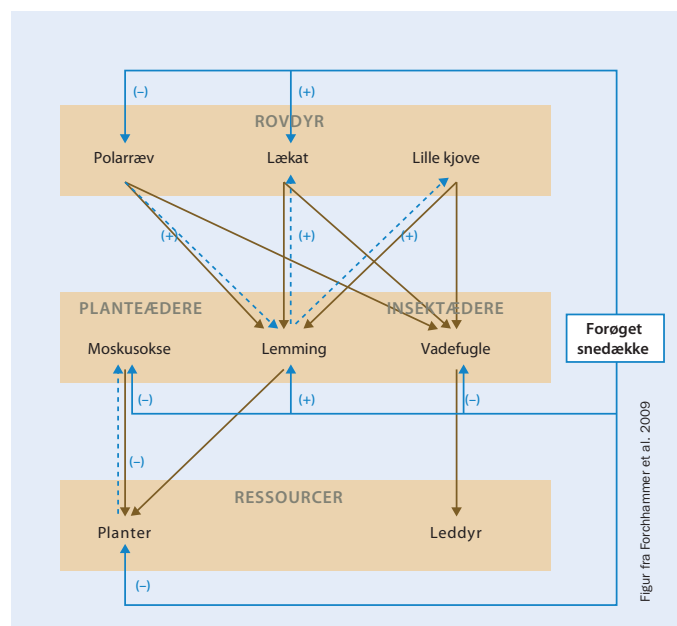 (–)
(+)
ROVDYR
Polarræv
Lækat
Lille kjove
(+)
(+)
(+)
PLANTEÆDERE
INSEKTÆDERE
Moskusokse
Lemming
Vadefugle
Forøget
snedække
(–)
(+)
(–)
(–)
RESSOURCER
Planter
Leddyr
(–)
Figur fra Forchhammer et al. 2009